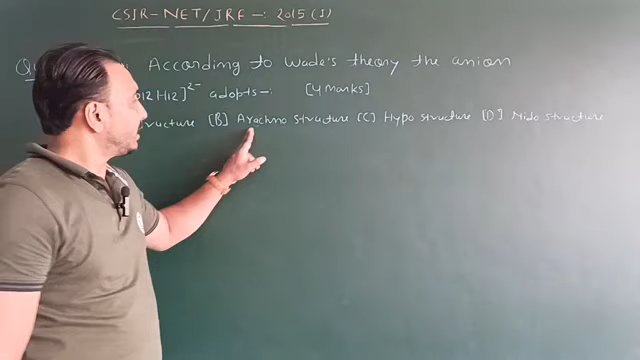 CSIR-NET/JRF -: 2015 (I)
According to Wade's theory the anion
12 H12]²⁻ adopts -: [4 marks]
structure [B] Arachno structure [C] Hypo structure [D] Nido structure